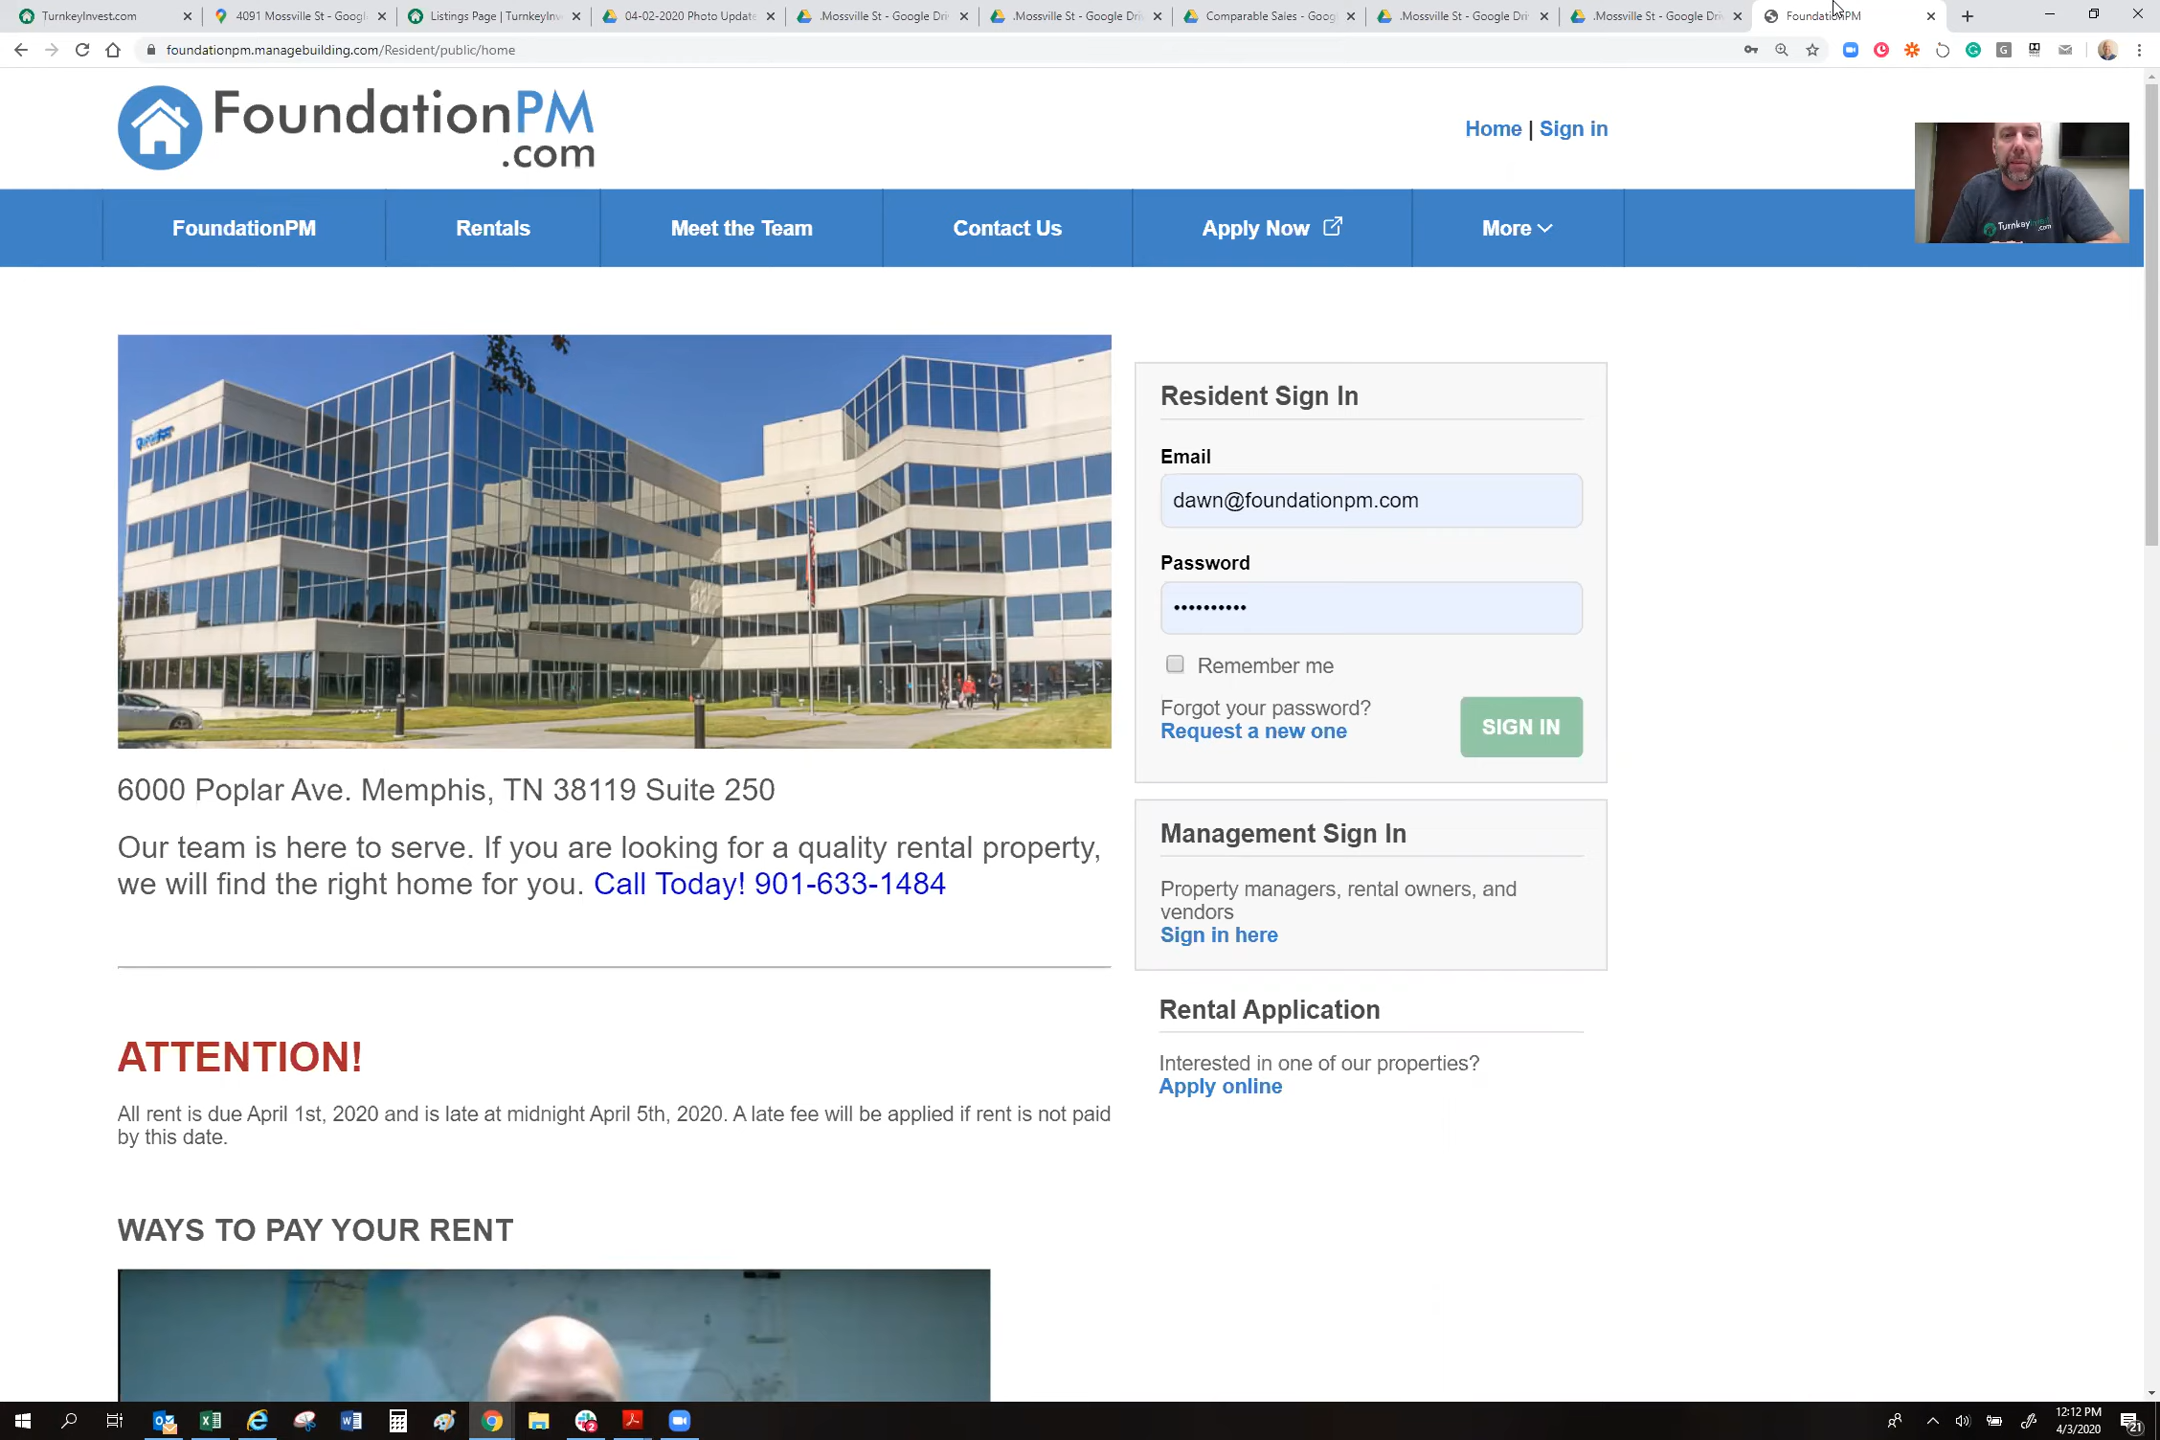 TurnkeyInvest.com
4091 Mossville St - Googl
Listings Page | TurnkeyInv
04-02-2020 Photo Update
.Mossville St - Google Dri
.Mossville St - Google Dri
Comparable Sales - Goog
.Mossville St - Google Dri
.Mossville St - Google Dri
FoundationPM
foundationpm.managebuilding.com/Resident/public/home
FoundationPM
.com
Home | Sign in
FoundationPM
Rentals
Meet the Team
Contact Us
Apply Now
More
Resident Sign In
Email
dawn@foundationpm.com
Password
••••••••••
Remember me
Forgot your password?
Request a new one
SIGN IN
6000 Poplar Ave. Memphis, TN 38119 Suite 250
Our team is here to serve. If you are looking for a quality rental property,
we will find the right home for you. Call Today! 901-633-1484
Management Sign In
Property managers, rental owners, and
vendors
Sign in here
Rental Application
Interested in one of our properties?
Apply online
ATTENTION!
All rent is due April 1st, 2020 and is late at midnight April 5th, 2020. A late fee will be applied if rent is not paid
by this date.
WAYS TO PAY YOUR RENT
12:12 PM
4/3/2020
21